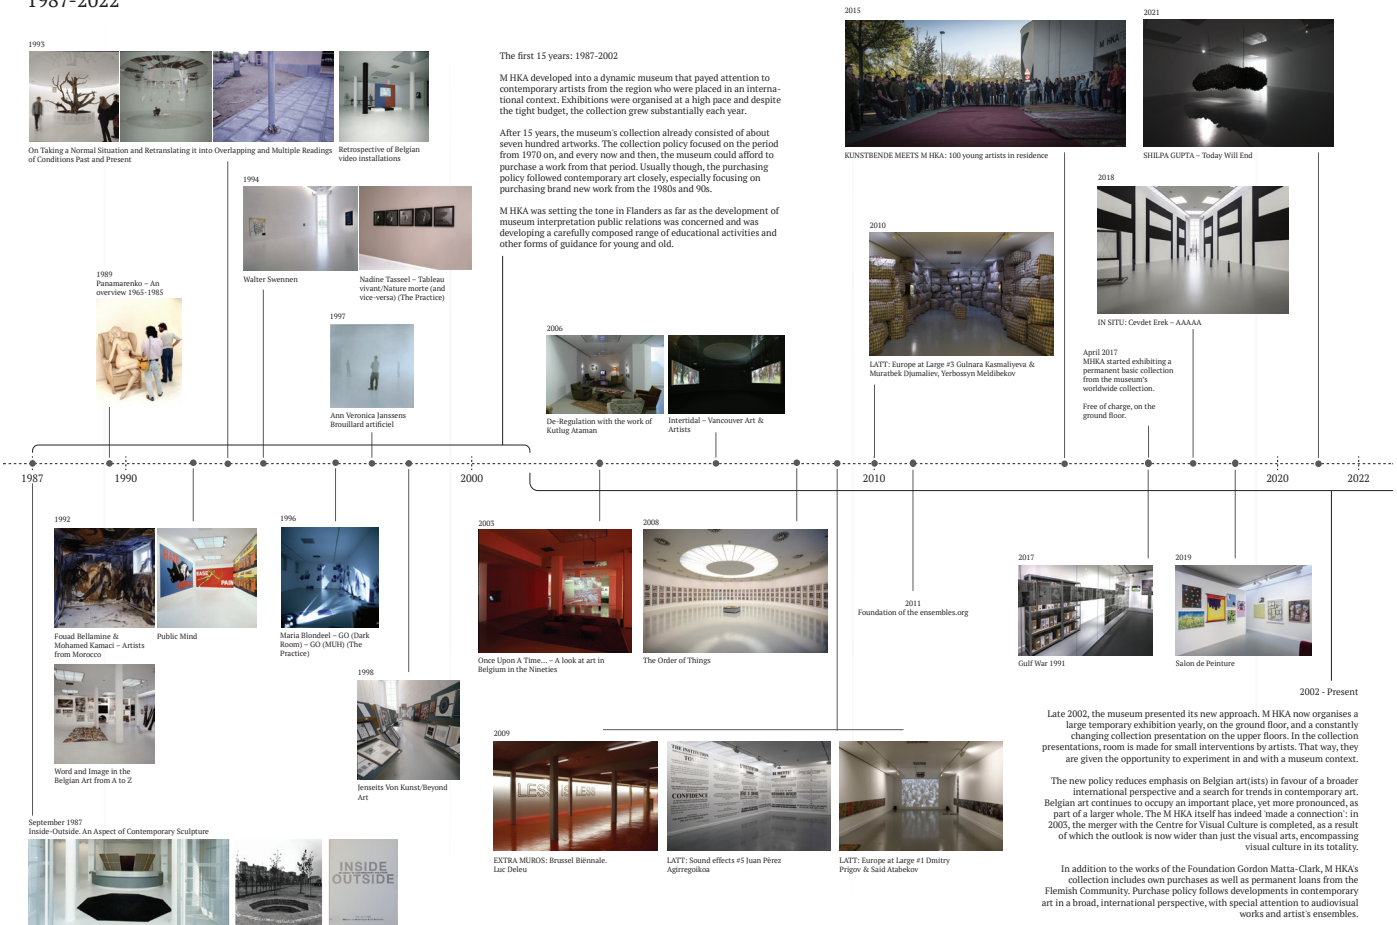 1987-2022
1993
On Taking a Normal Situation and Retranslating it into Overlapping and Multiple Readings
of Conditions Past and Present
Retrospective of Belgian
video installations
1994
Walter Swennen
Nadine Tasseel – Tableau
vivant/Nature morte (and
vice-versa) (The Practice)
1989
Panamarenko – An
overview 1965-1985
1997
Ann Veronica Janssens
Brouillard artificiel
The first 15 years: 1987-2002
M HKA developed into a dynamic museum that payed attention to
contemporary artists from the region who were placed in an interna-
tional context. Exhibitions were organised at a high pace and despite
the tight budget, the collection grew substantially each year.
After 15 years, the museum's collection already consisted of about
seven hundred artworks. The collection policy focused on the period
from 1970 on, and every now and then, the museum could afford to
purchase a work from that period. Usually though, the purchasing
policy followed contemporary art closely, especially focusing on
purchasing brand new work from the 1980s and 90s.
M HKA was setting the tone in Flanders as far as the development of
museum interpretation public relations was concerned and was
developing a carefully composed range of educational activities and
other forms of guidance for young and old.
2006
De-Regulation with the work of
Kutlug Ataman
Intertidal – Vancouver Art &
Artists
2015
M HKA
KUNSTBENDE MEETS M HKA: 100 young artists in residence
2021
SHILPA GUPTA – Today Will End
2010
LATT: Europe at Large #3 Gulnara Kasmaliyeva &
Muratbek Djumaliev, Yerbossyn Meldibekov
2018
IN SITU: Cevdet Erek – AAAAA
April 2017
MHKA started exhibiting a
permanent basic collection
from the museum's
worldwide collection.
Free of charge, on the
ground floor.
1987
1990
2000
2010
2020
2022
1992
Fouad Bellamine &
Mohamed Kamaci – Artists
from Morocco
Public Mind
Word and Image in the
Belgian Art from A to Z
1996
Maria Blondeel – GO (Dark
Room) – GO (MUH) (The
Practice)
1998
Jenseits Von Kunst/Beyond
Art
September 1987
Inside-Outside. An Aspect of Contemporary Sculpture
INSIDE
OUTSIDE
2003
Once Upon A Time... – A look at art in
Belgium in the Nineties
2008
The Order of Things
2009
LESS IS LESS
EXTRA MUROS: Brussel Biënnale.
Luc Deleu
THE INSTITUTION
CONFIDENCE
LATT: Sound effects #5 Juan Pérez
Agirregoikoa
LATT: Europe at Large #1 Dmitry
Prigov & Said Atabekov
2011
Foundation of the ensembles.org
2017
Gulf War 1991
2019
Salon de Peinture
2002 - Present
Late 2002, the museum presented its new approach. M HKA now organises a
large temporary exhibition yearly, on the ground floor, and a constantly
changing collection presentation on the upper floors. In the collection
presentations, room is made for small interventions by artists. That way, they
are given the opportunity to experiment in and with a museum context.
The new policy reduces emphasis on Belgian art(ists) in favour of a broader
international perspective and a search for trends in contemporary art.
Belgian art continues to occupy an important place, yet more pronounced, as
part of a larger whole. The M HKA itself has indeed 'made a connection': in
2003, the merger with the Centre for Visual Culture is completed, as a result
of which the outlook is now wider than just the visual arts, encompassing
visual culture in its totality.
In addition to the works of the Foundation Gordon Matta-Clark, M HKA's
collection includes own purchases as well as permanent loans from the
Flemish Community. Purchase policy follows developments in contemporary
art in a broad, international perspective, with special attention to audiovisual
works and artist's ensembles.